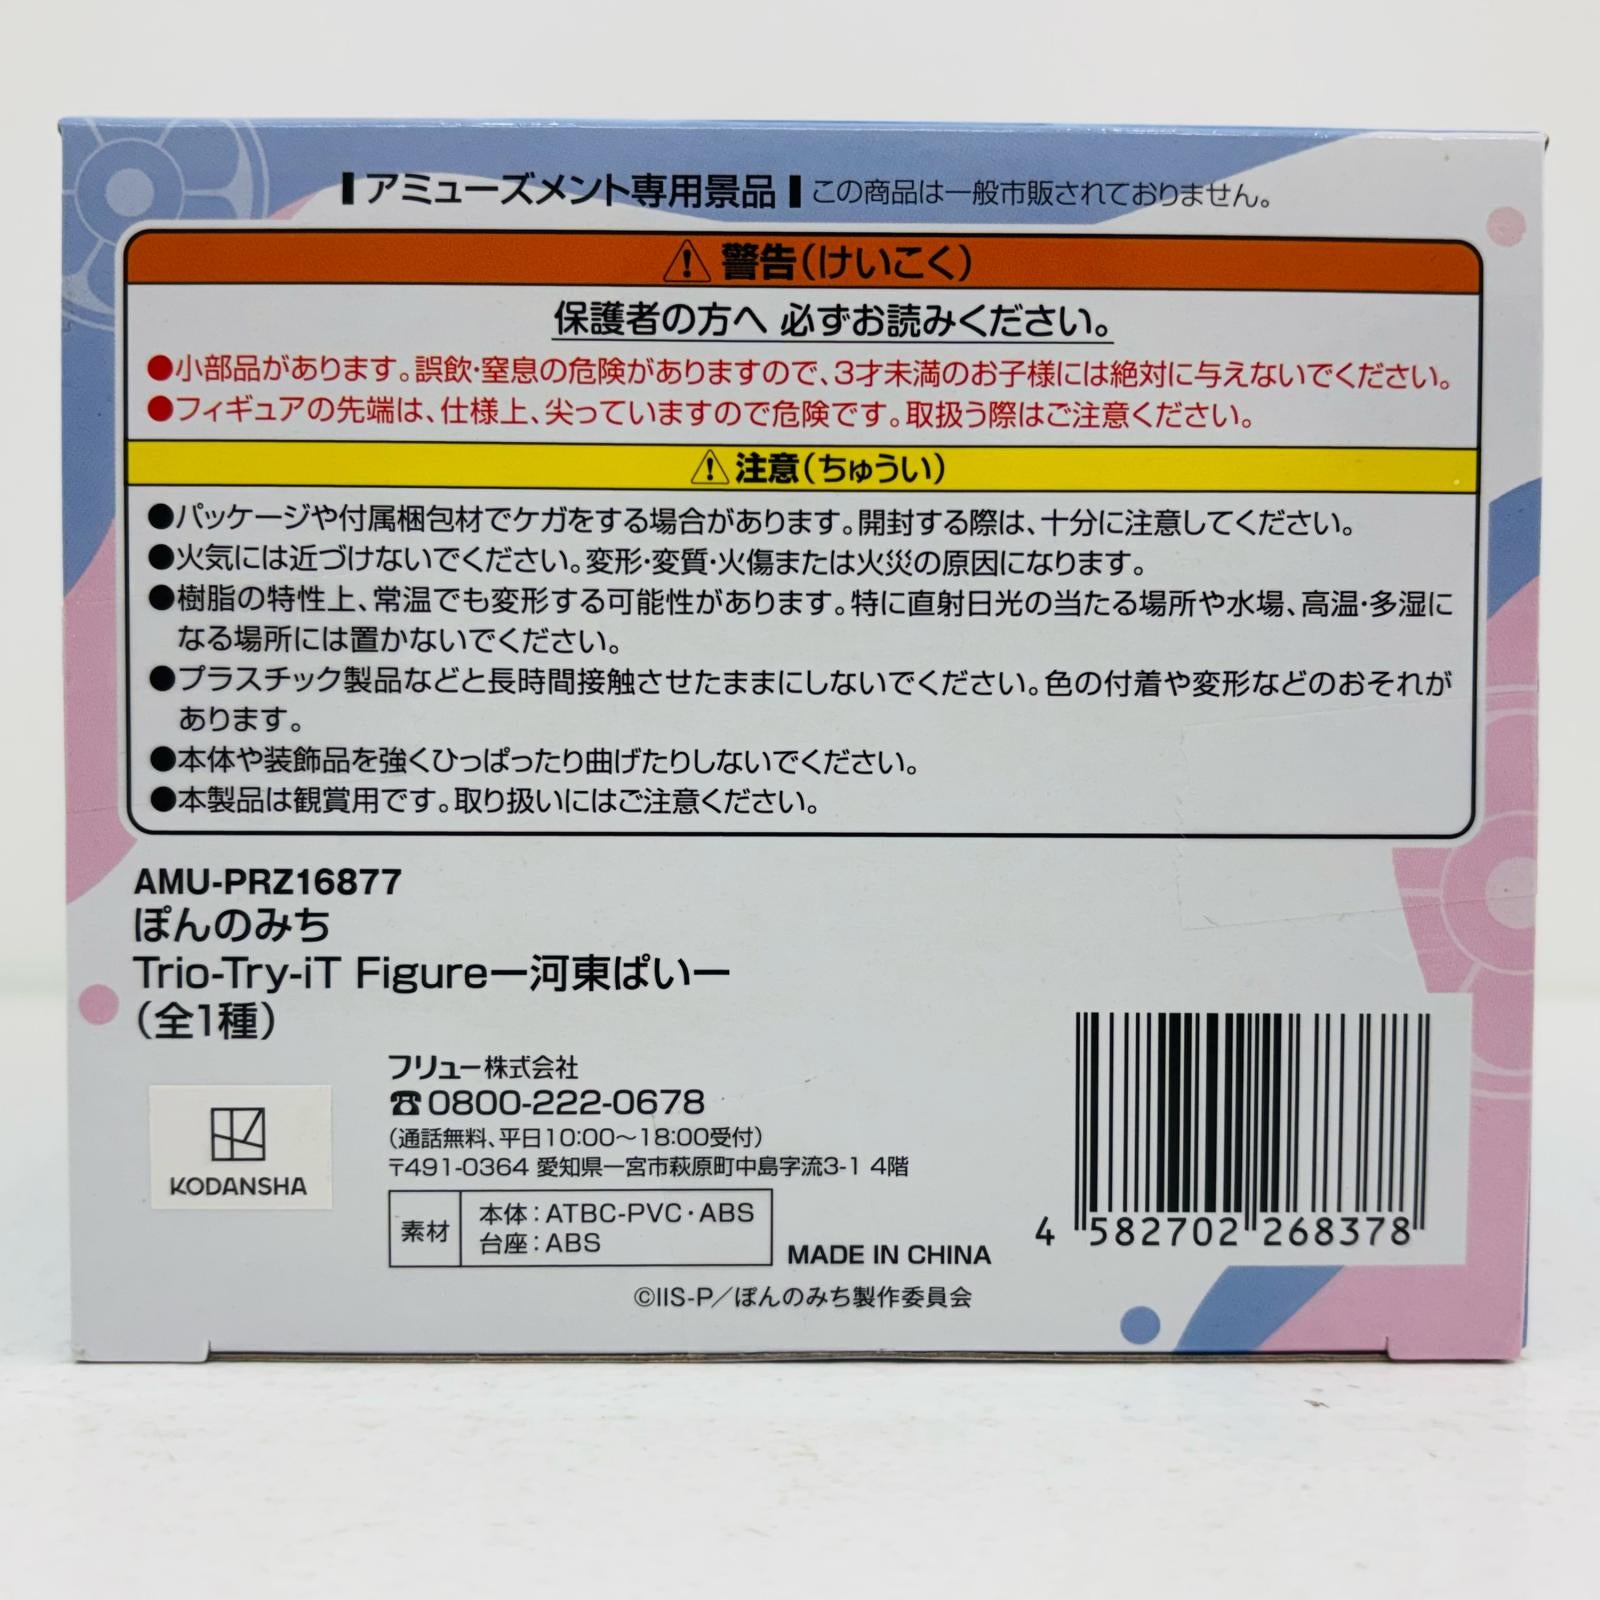 アミューズメント専用景品 この商品は一般市販されておりません。
警告(けいこく)
保護者の方へ 必ずお読みください。
●小部品があります。誤飲・窒息の危険がありますので、3才未満のお子様には絶対に与えないでください。
●フィギュアの先端は、仕様上、尖っていますので危険です。取扱う際はご注意ください。
注意(ちゅうい)
●パッケージや付属梱包材でケガをする場合があります。開封する際は、十分に注意してください。
●火気には近づけないでください。変形・変質・火傷または火災の原因になります。
●樹脂の特性上、常温でも変形する可能性があります。特に直射日光の当たる場所や水場、高温・多湿に
なる場所には置かないでください。
●プラスチック製品などと長時間接触させたままにしないでください。色の付着や変形などのおそれが
あります。
●本体や装飾品を強くひっぱったり曲げたりしないでください。
●本製品は観賞用です。取り扱いにはご注意ください。
AMU-PRZ16877
ぽんのみち
Trio-Try-iT Figureー河東ぱいー
(全1種)
フリュー株式会社
☎0800-222-0678
(通話無料、平日10:00〜18:00受付)
〒491-0364 愛知県一宮市萩原町中島字流3-1 4階
KODANSHA
素材
本体:ATBC-PVC・ABS
台座:ABS
MADE IN CHINA
4 582702 268378
©IIS-P/ぽんのみち製作委員会